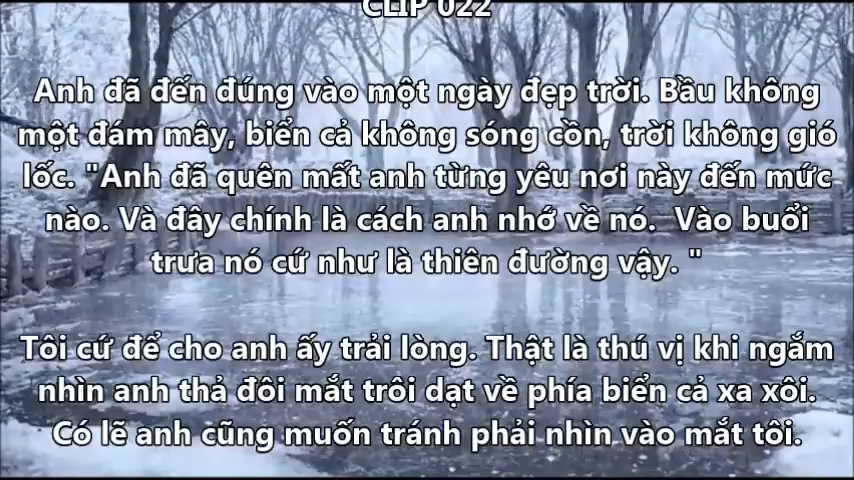 CLIP 022
Anh đã đến đúng vào một ngày đẹp trời. Bầu không
một đám mây, biển cả không sóng cồn, trời không gió
lốc. "Anh đã quên mất anh từng yêu nơi này đến mức
nào. Và đây chính là cách anh nhớ về nó. Vào buổi
trưa nó cứ như là thiên đường vậy. "
Tôi cứ để cho anh ấy trải lòng. Thật là thú vị khi ngắm
nhìn anh thả đôi mắt trôi dạt về phía biển cả xa xôi.
Có lẽ anh cũng muốn tránh phải nhìn vào mắt tôi.